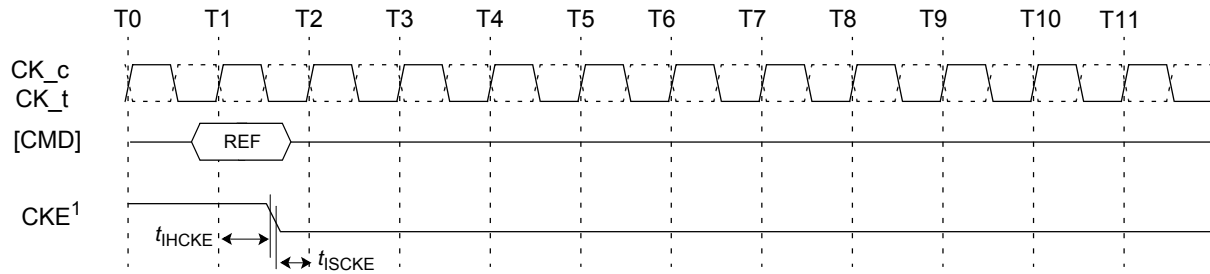 T0 T1 T2 T3 T4 T5 T6 T7 T8 T9 T10 T11
CK_c
CK_t
[CMD] REF
CKE1
tIHCKE
tISCKE